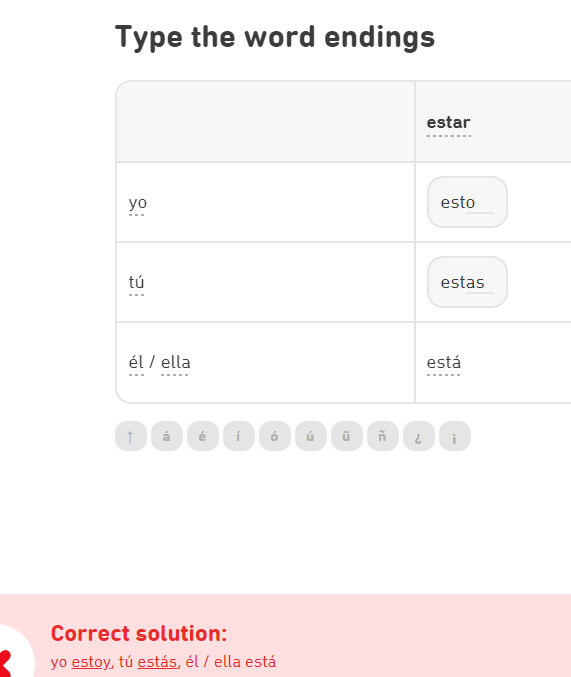 Type the word endings
estar
yo esto
tú estas
él / ella está
↑ á é í ó ú ü ñ ¿ ¡
Correct solution:
yo estoy, tú estás, él / ella está